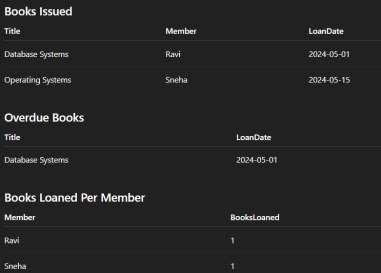 Books Issued
Title Member LoanDate
Database Systems Ravi 2024-05-01
Operating Systems Sneha 2024-05-15
Overdue Books
Title LoanDate
Database Systems 2024-05-01
Books Loaned Per Member
Member BooksLoaned
Ravi 1
Sneha 1